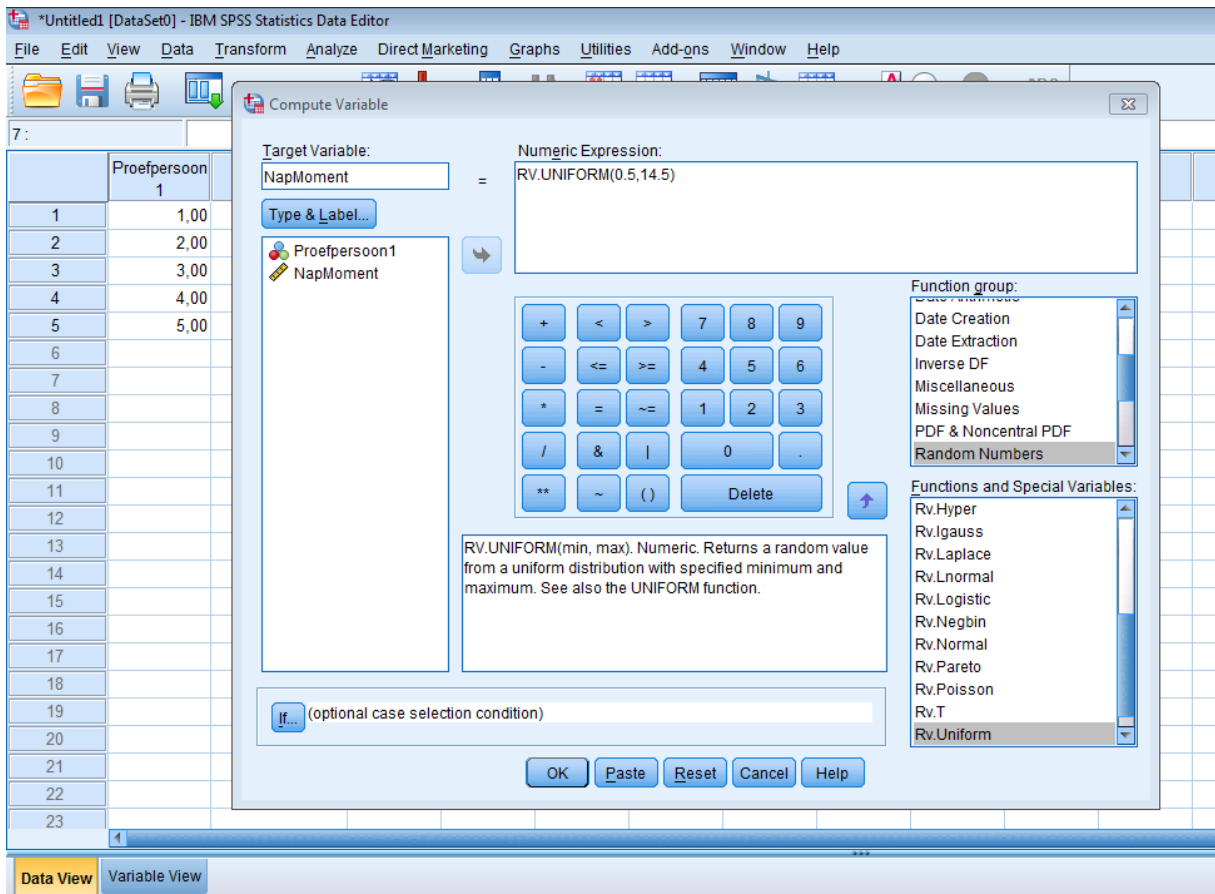 *Untitled1 [DataSet0] - IBM SPSS Statistics Data Editor
File Edit View Data Transform Analyze Direct Marketing Graphs Utilities Add-ons Window Help
Compute Variable
7 :
Target Variable:
NapMoment
=
Numeric Expression:
RV.UNIFORM(0.5,14.5)
Type & Label...
Proefpersoon1
NapMoment
Proefpersoon
1
1 1,00
2 2,00
3 3,00
4 4,00
5 5,00
6
7
8
9
10
11
12
13
14
15
16
17
18
19
20
21
22
23
+ < > 7 8 9
- <= >= 4 5 6
* = ~= 1 2 3
/ & | 0 .
** ~ ( ) Delete
Function group:
Date Creation
Date Extraction
Inverse DF
Miscellaneous
Missing Values
PDF & Noncentral PDF
Random Numbers
Functions and Special Variables:
Rv.Hyper
Rv.Igauss
Rv.Laplace
Rv.Lnormal
Rv.Logistic
Rv.Negbin
Rv.Normal
Rv.Pareto
Rv.Poisson
Rv.T
Rv.Uniform
RV.UNIFORM(min, max). Numeric. Returns a random value
from a uniform distribution with specified minimum and
maximum. See also the UNIFORM function.
If... (optional case selection condition)
OK Paste Reset Cancel Help
Data View Variable View